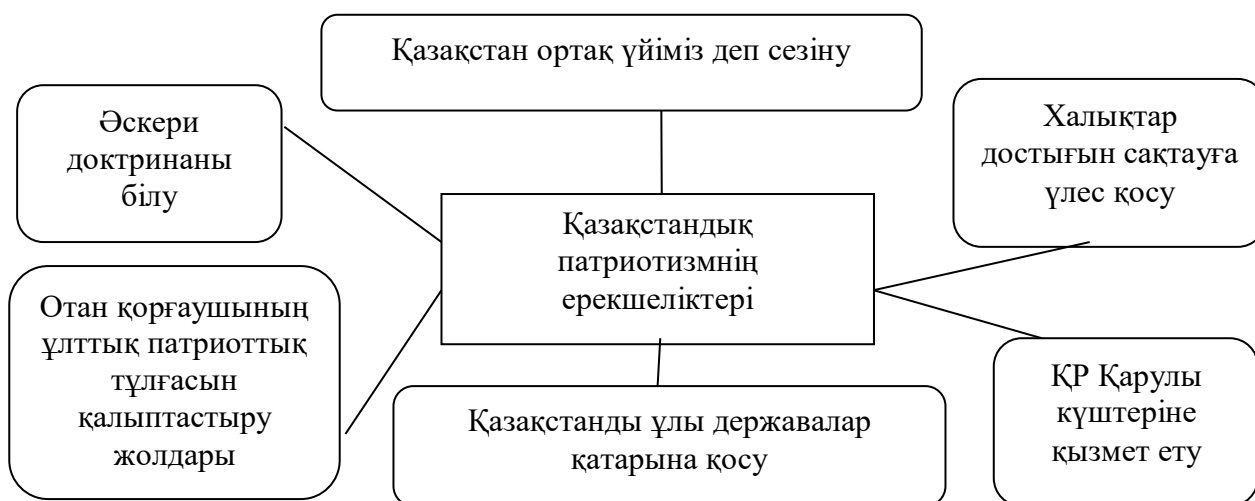 Қазақстан ортақ үйіміз деп сезіну
Әскери
доктринаны
білу
Халықтар
достығын сақтауға
үлес қосу
Қазақстандық
патриотизмнің
ерекшеліктері
Отан қорғаушының
ұлттық патриоттық
тұлғасын
қалыптастыру
жолдары
Қазақстанды ұлы державалар
қатарына қосу
ҚР Қарулы
күштеріне
қызмет ету